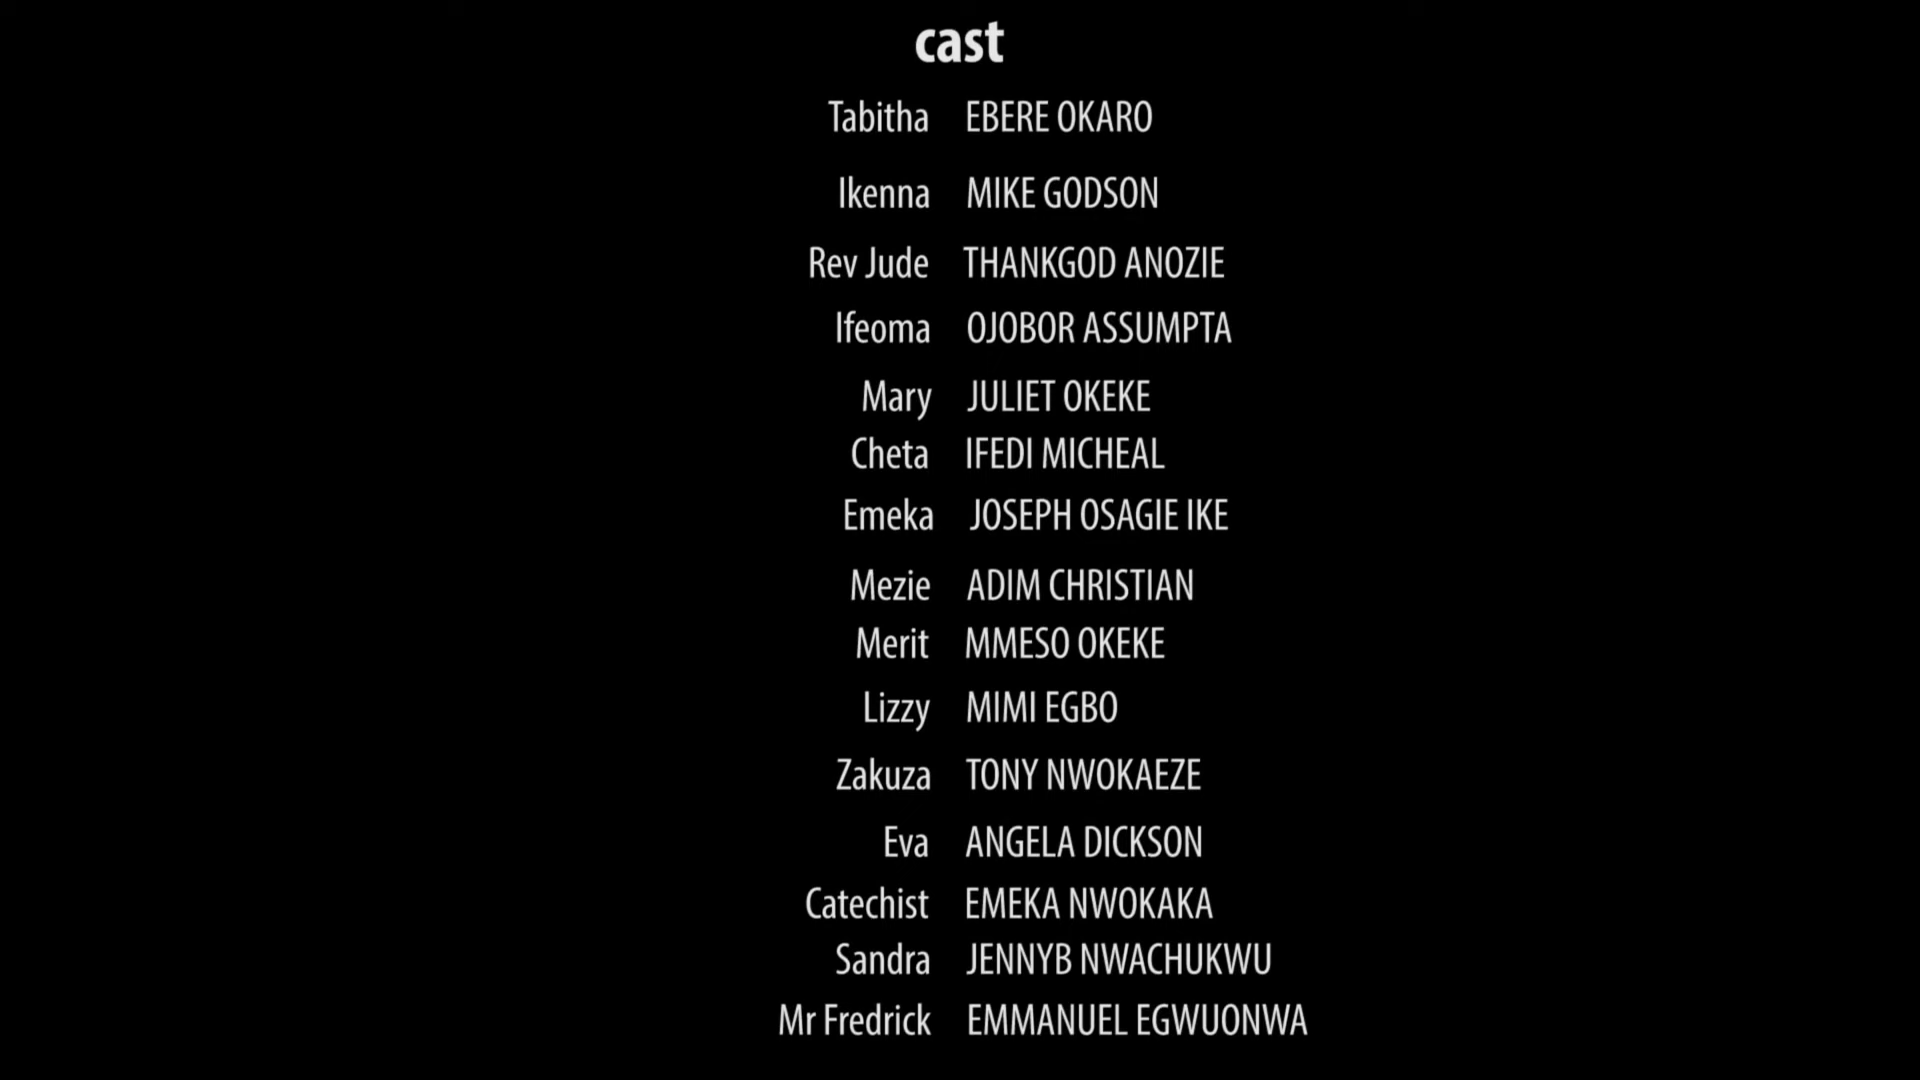 cast
Tabitha EBERE OKARO
Ikenna MIKE GODSON
Rev Jude THANKGOD ANOZIE
Ifeoma OJOBOR ASSUMPTA
Mary JULIET OKEKE
Cheta IFEDI MICHEAL
Emeka JOSEPH OSAGIE IKE
Mezie ADIM CHRISTIAN
Merit MMESO OKEKE
Lizzy MIMI EGBO
Zakuza TONY NWOKAEZE
Eva ANGELA DICKSON
Catechist EMEKA NWOKAKA
Sandra JENNYB NWACHUKWU
Mr Fredrick EMMANUEL EGWUONWA